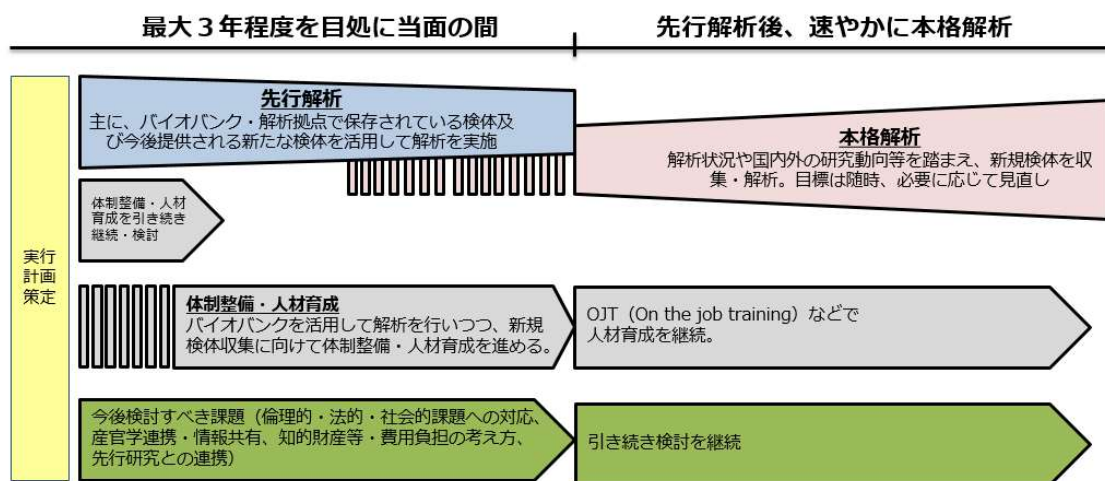 最大３年程度を目処に当面の間
先行解析後、速やかに本格解析
実行
計画
策定
先行解析
主に、バイオバンク・解析拠点で保存されている検体及
び今後提供される新たな検体を活用して解析を実施
本格解析
解析状況や国内外の研究動向等を踏まえ、新規検体を収
集・解析。目標は随時、必要に応じて見直し
体制整備・人材
育成を引き続き
継続・検討
体制整備・人材育成
バイオバンクを活用して解析を行いつつ、新規
検体収集に向けて体制整備・人材育成を進める。
OJT（On the job training）などで
人材育成を継続。
今後検討すべき課題（倫理的・法的・社会的課題への対応、
産官学連携・情報共有、知的財産等・費用負担の考え方、
先行研究との連携）
引き続き検討を継続